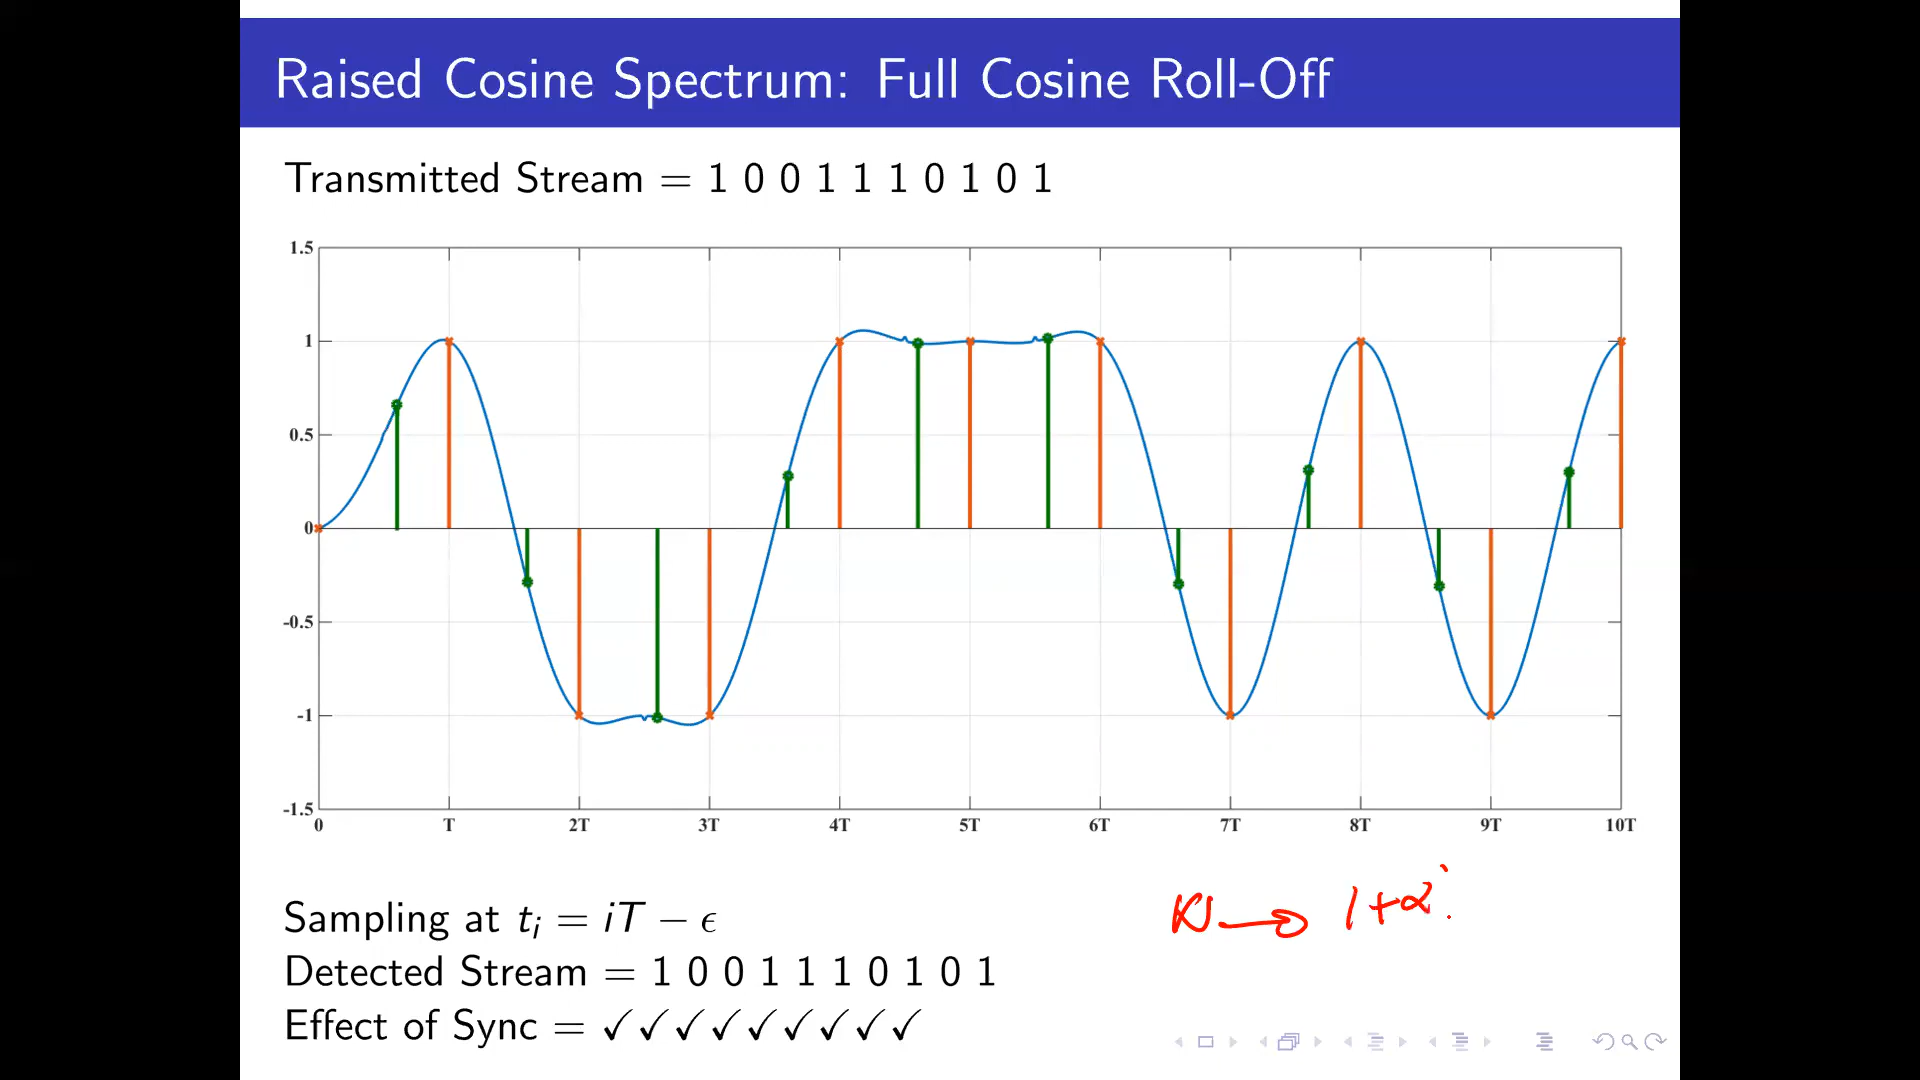 Raised Cosine Spectrum: Full Cosine Roll-Off
Transmitted Stream = 1 0 0 1 1 1 0 1 0 1
1.5
1
0.5
0
-0.5
-1
-1.5
0 T 2T 3T 4T 5T 6T 7T 8T 9T 10T
1+α
Sampling at tᵢ = iT − ϵ
Detected Stream = 1 0 0 1 1 1 0 1 0 1
Effect of Sync = ✓✓✓✓✓✓✓✓✓